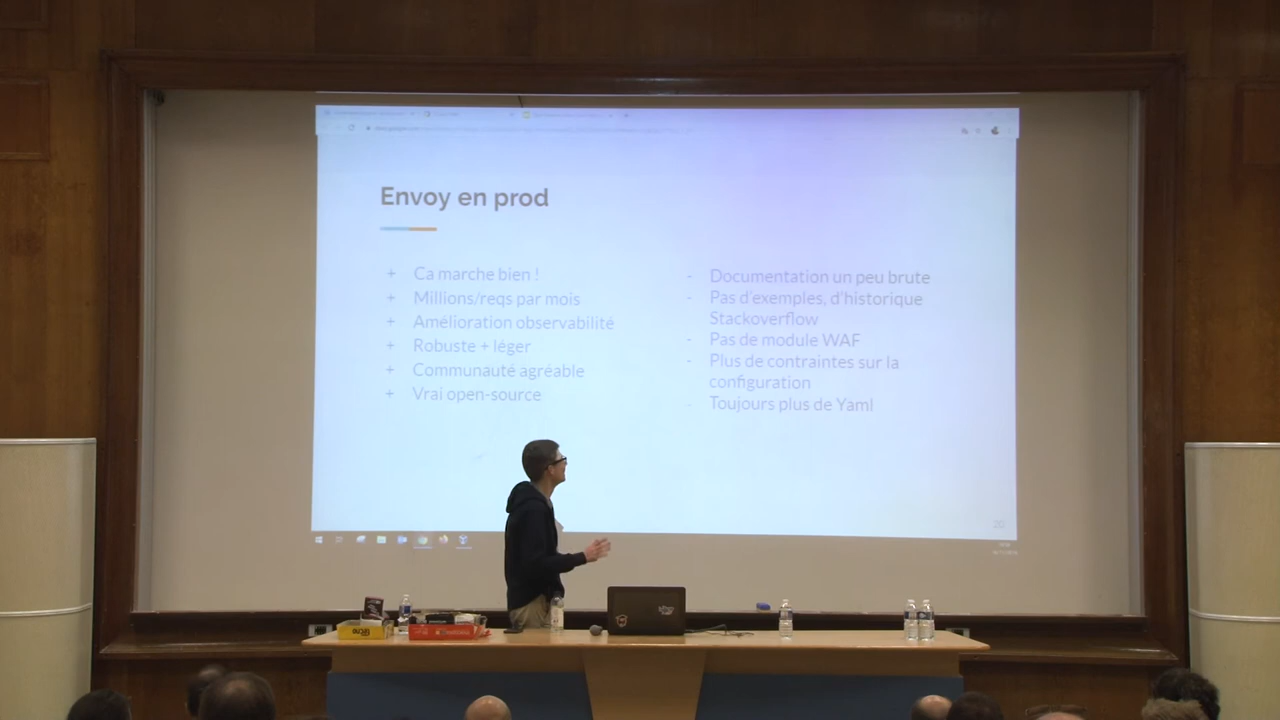 Envoy en prod
+ Ca marche bien !
+ Millions/reqs par mois
+ Amélioration observabilité
+ Robuste + léger
+ Communauté agréable
+ Vrai open-source
- Documentation un peu brute
- Pas d'exemples, d'historique
Stackoverflow
- Pas de module WAF
- Plus de contraintes sur la
configuration
- Toujours plus de Yaml
20